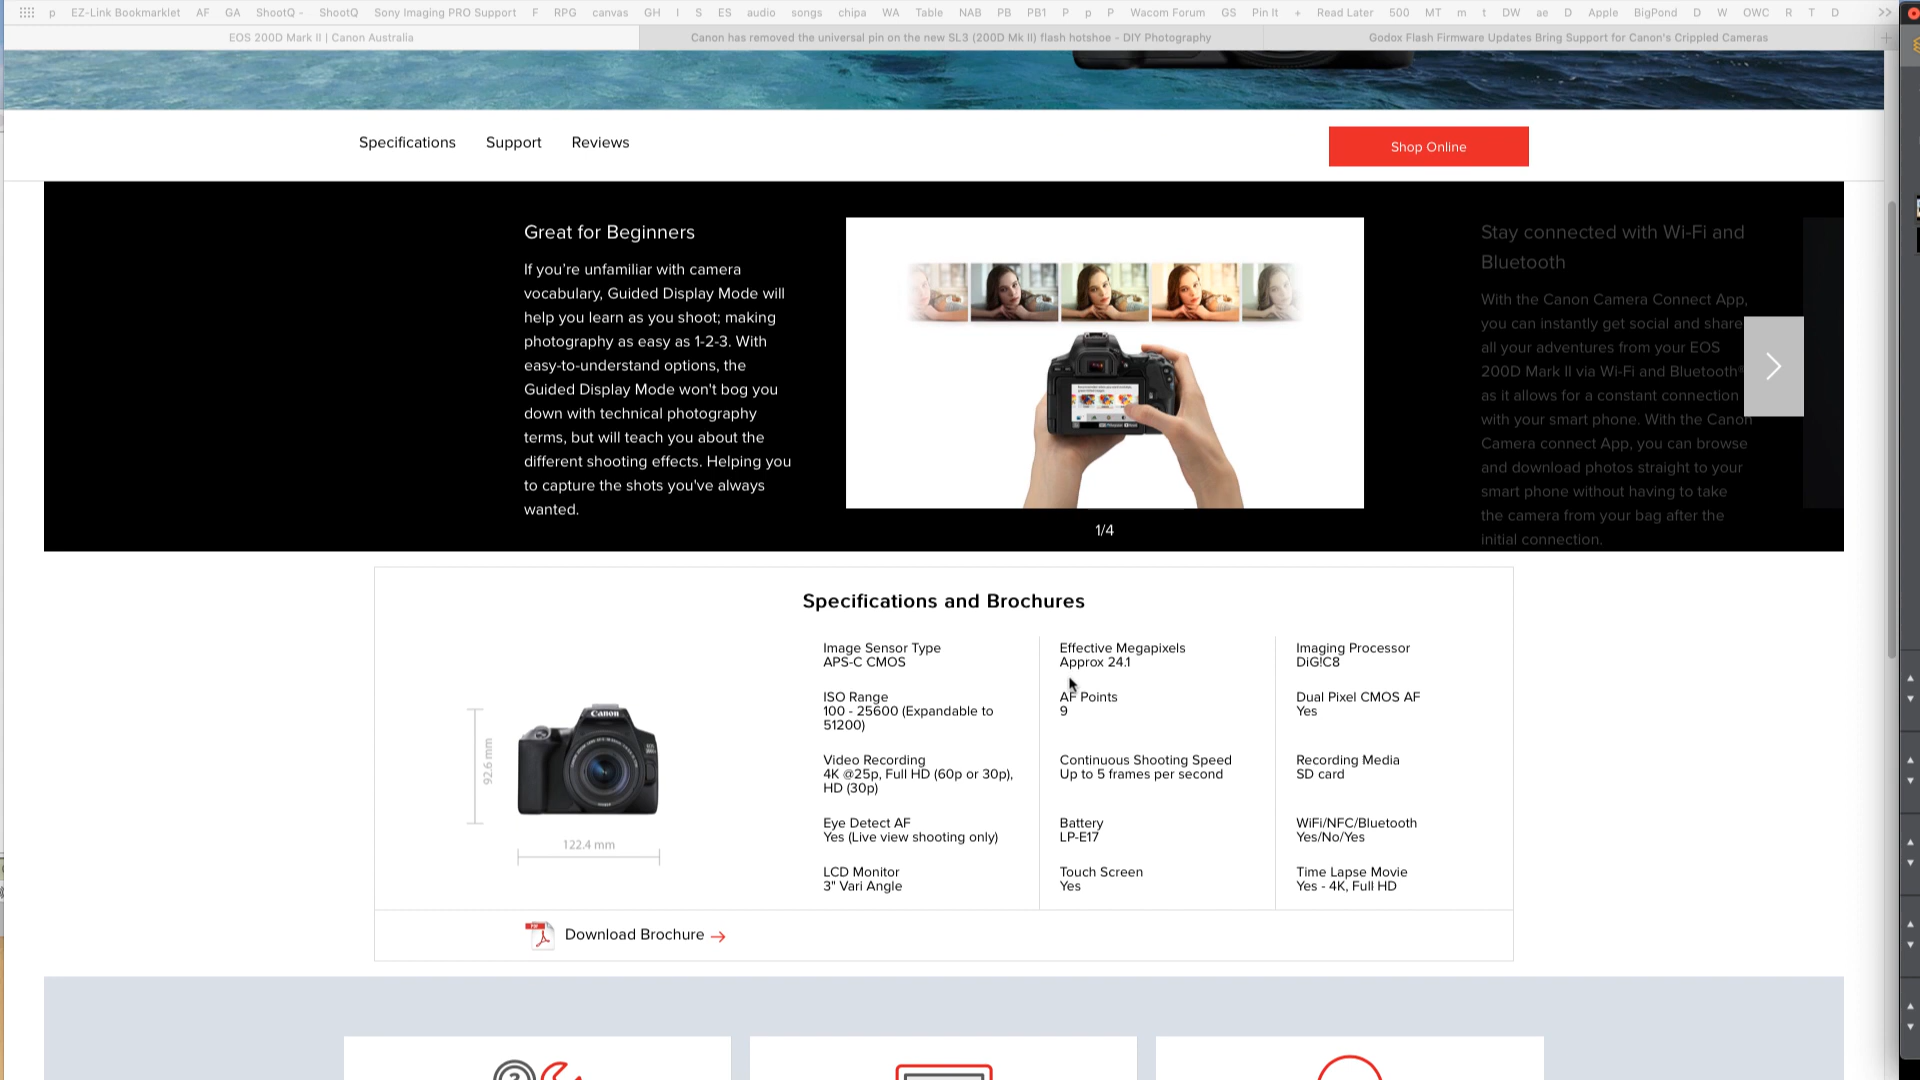 p EZ-Link Bookmarklet AF GA ShootQ - ShootQ Sony Imaging PRO Support F RPG canvas GH I S ES audio songs chipa WA Table NAB PB PB1 P p P Wacom Forum GS Pin It + Read Later 500 MT m t DW ae D Apple BigPond D W OWC R T D >>
EOS 200D Mark II | Canon Australia
Canon has removed the universal pin on the new SL3 (200D Mk II) flash hotshoe - DIY Photography
Godox Flash Firmware Updates Bring Support for Canon's Crippled Cameras
Specifications Support Reviews
Shop Online
Great for Beginners
If you're unfamiliar with camera
vocabulary, Guided Display Mode will
help you learn as you shoot; making
photography as easy as 1-2-3. With
easy-to-understand options, the
Guided Display Mode won't bog you
down with technical photography
terms, but will teach you about the
different shooting effects. Helping you
to capture the shots you've always
wanted.
1/4
Stay connected with Wi-Fi and
Bluetooth
With the Canon Camera Connect App,
you can instantly get social and share
all your adventures from your EOS
200D Mark II via Wi-Fi and Bluetooth®
as it allows for a constant connection
with your smart phone. With the Canon
Camera connect App, you can browse
and download photos straight to your
smart phone without having to take
the camera from your bag after the
initial connection.
Specifications and Brochures
Canon
92.6 mm
122.4 mm
Image Sensor Type
APS-C CMOS
Effective Megapixels
Approx 24.1
Imaging Processor
DiG!C8
ISO Range
100 - 25600 (Expandable to
51200)
AF Points
9
Dual Pixel CMOS AF
Yes
Video Recording
4K @25p, Full HD (60p or 30p),
HD (30p)
Continuous Shooting Speed
Up to 5 frames per second
Recording Media
SD card
Eye Detect AF
Yes (Live view shooting only)
Battery
LP-E17
WiFi/NFC/Bluetooth
Yes/No/Yes
LCD Monitor
3" Vari Angle
Touch Screen
Yes
Time Lapse Movie
Yes - 4K, Full HD
PDF
Download Brochure